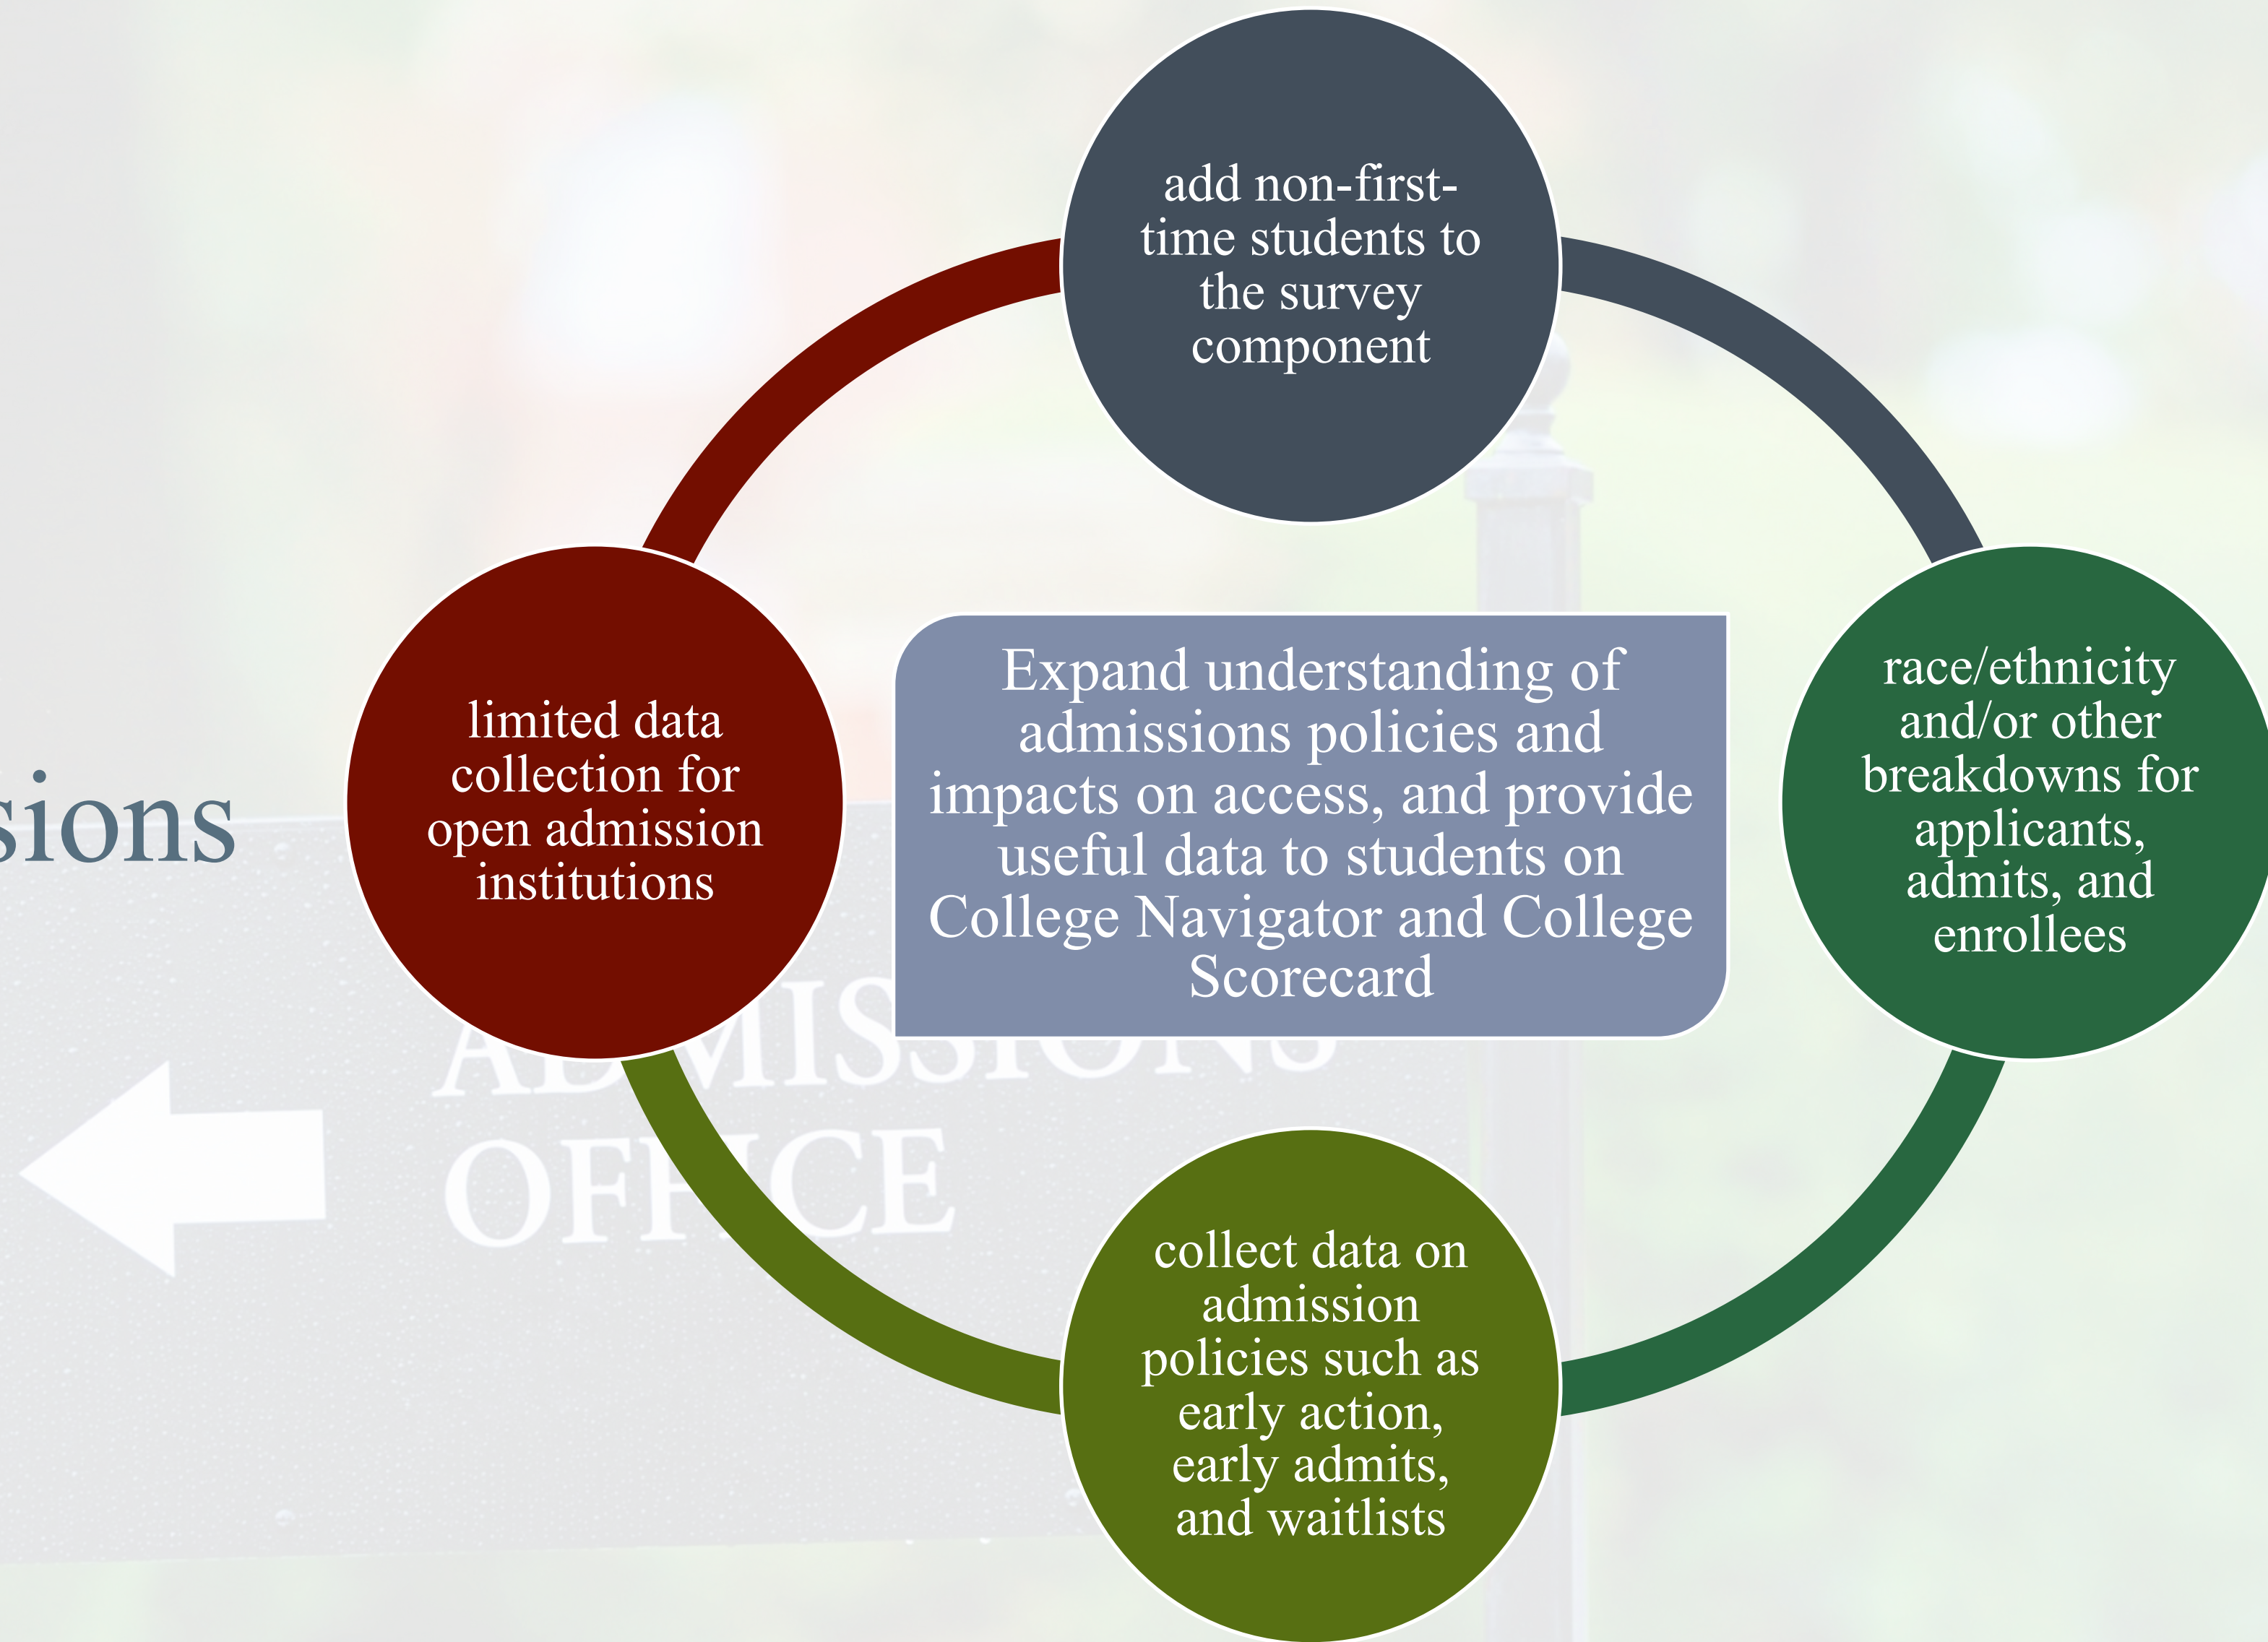 add non-first-
time students to
the survey
component
limited data
collection for
open admission
institutions
Expand understanding of
admissions policies and
impacts on access, and provide
useful data to students on
College Navigator and College
Scorecard
race/ethnicity
and/or other
breakdowns for
applicants,
admits, and
enrollees
sions
ADMISSIONS
OFFICE
collect data on
admission
policies such as
early action,
early admits,
and waitlists